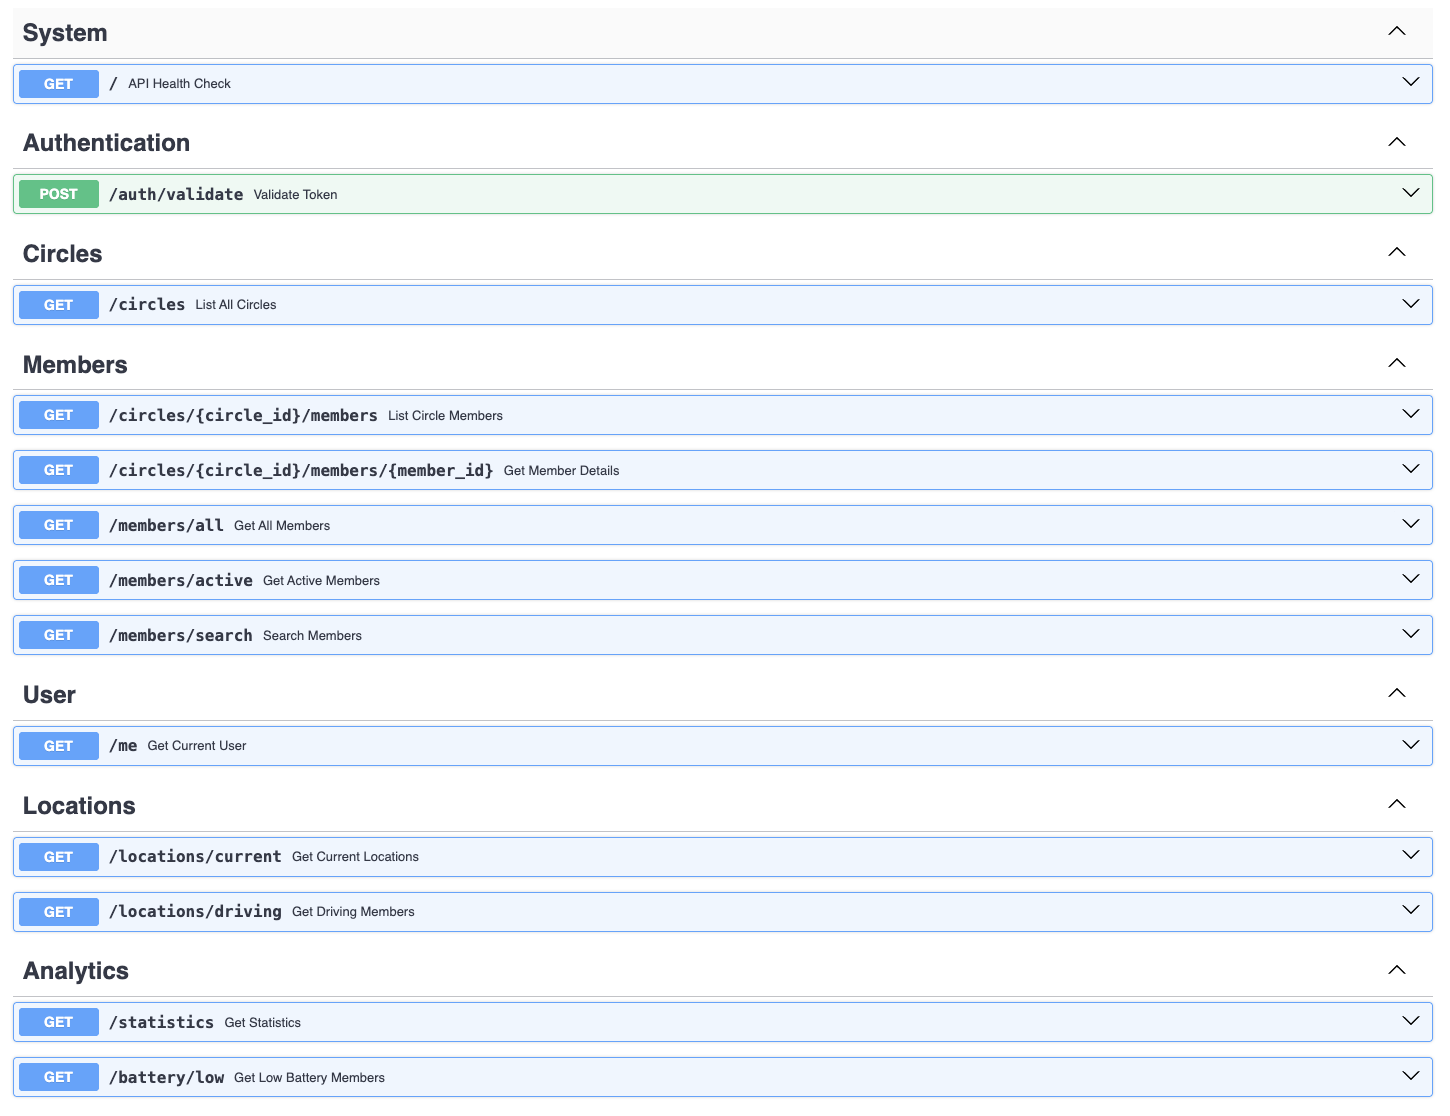 System
GET / API Health Check
Authentication
POST /auth/validate Validate Token
Circles
GET /circles List All Circles
Members
GET /circles/{circle_id}/members List Circle Members
GET /circles/{circle_id}/members/{member_id} Get Member Details
GET /members/all Get All Members
GET /members/active Get Active Members
GET /members/search Search Members
User
GET /me Get Current User
Locations
GET /locations/current Get Current Locations
GET /locations/driving Get Driving Members
Analytics
GET /statistics Get Statistics
GET /battery/low Get Low Battery Members